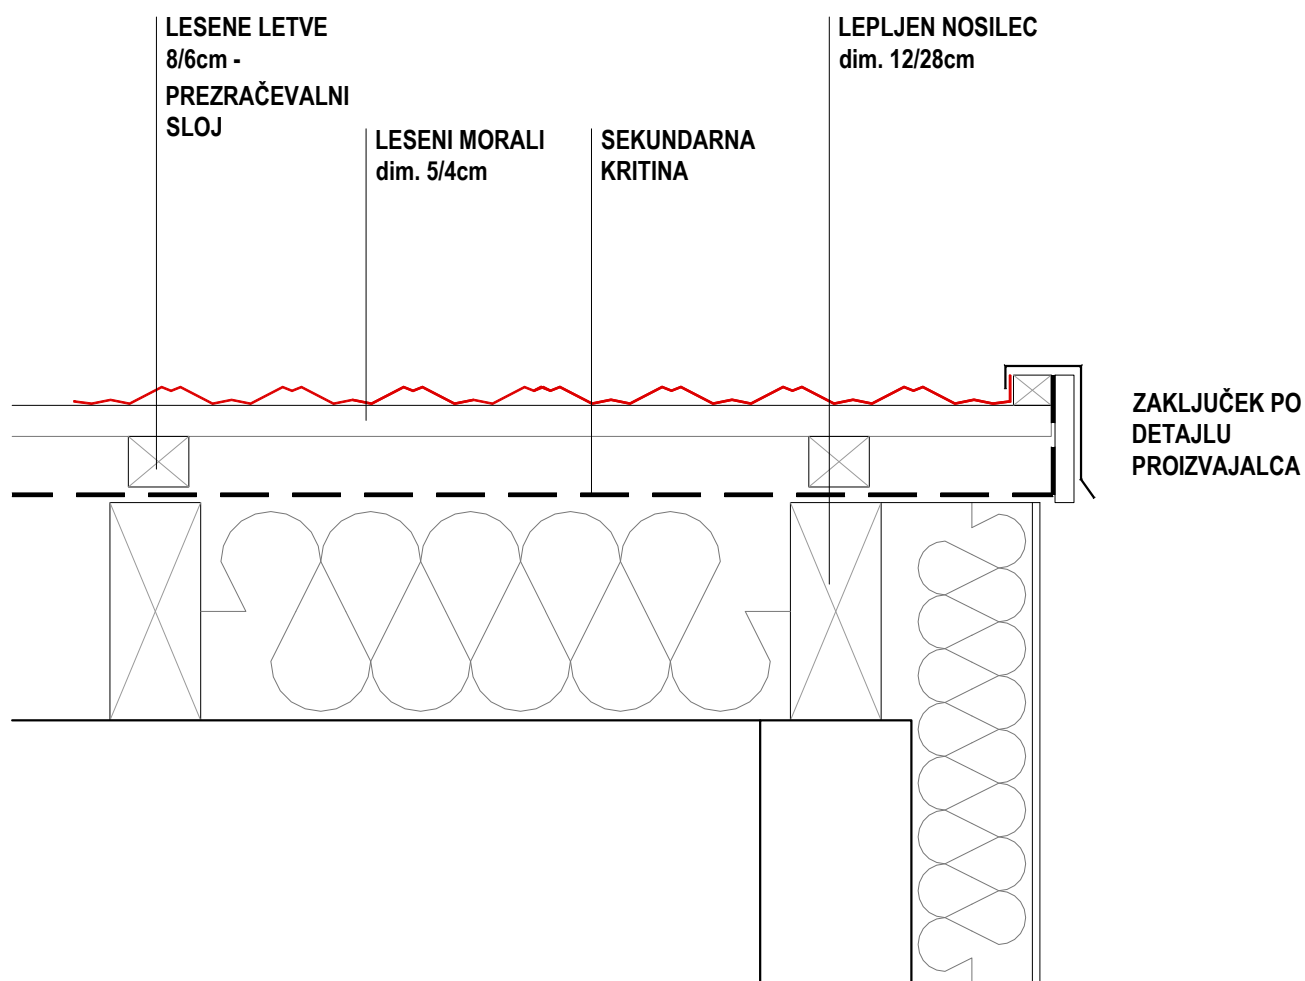 LESENE LETVE
8/6cm -
PREZRAČEVALNI
SLOJ
LESENI MORALI
dim. 5/4cm
SEKUNDARNA
KRITINA
LEPLJEN NOSILEC
dim. 12/28cm
ZAKLJUČEK PO
DETAJLU
PROIZVAJALCA